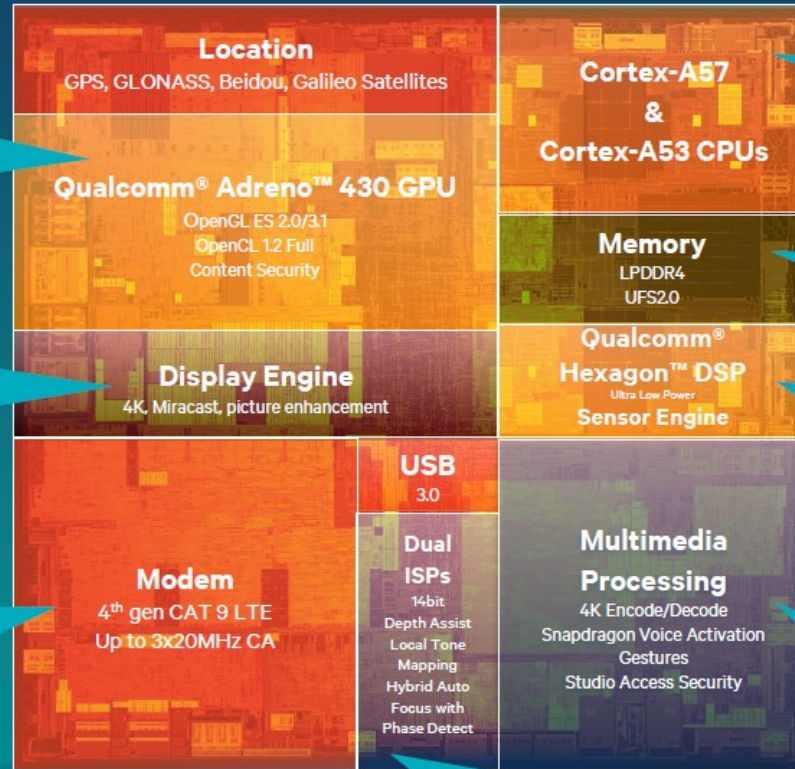 Location
GPS, GLONASS, Beidou, Galileo Satellites
Qualcomm® Adreno™ 430 GPU
OpenGL ES 2.0/3.1
OpenCL 1.2 Full
Content Security
Display Engine
4K, Miracast, picture enhancement
Cortex-A57
&
Cortex-A53 CPUs
Memory
LPDDR4
UFS2.0
Qualcomm®
Hexagon™ DSP
Ultra Low Power
Sensor Engine
Modem
4th gen CAT 9 LTE
Up to 3x20MHz CA
USB
3.0
Dual
ISPs
14bit
Depth Assist
Local Tone
Mapping
Hybrid Auto
Focus with
Phase Detect
Multimedia
Processing
4K Encode/Decode
Snapdragon Voice Activation
Gestures
Studio Access Security